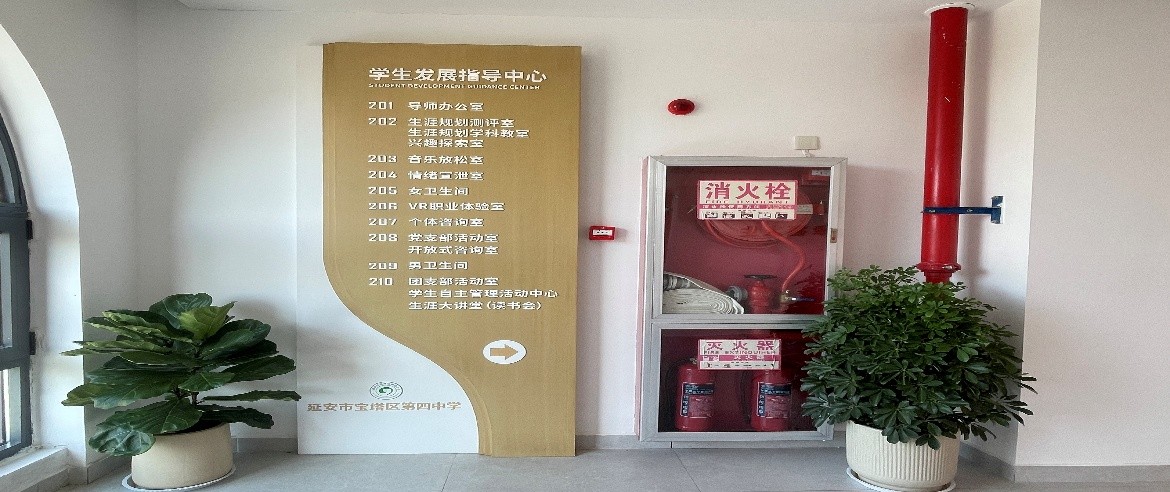 学生发展指导中心
STUDENT DEVELOPMENT GUIDANCE CENTER
201 导师办公室
202 生涯规划测评室
生涯规划学科教室
兴趣探索室
203 音乐放松室
204 情绪宣泄室
205 女卫生间
206 VR职业体验室
207 个体咨询室
208 党支部活动室
开放式咨询室
209 男卫生间
210 团支部活动室
学生自主管理活动中心
生涯大讲堂(读书会)
延安市宝塔区第四中学
消火栓
FIRE HYDRANT
灭火器
FIRE EXTINGUISHER